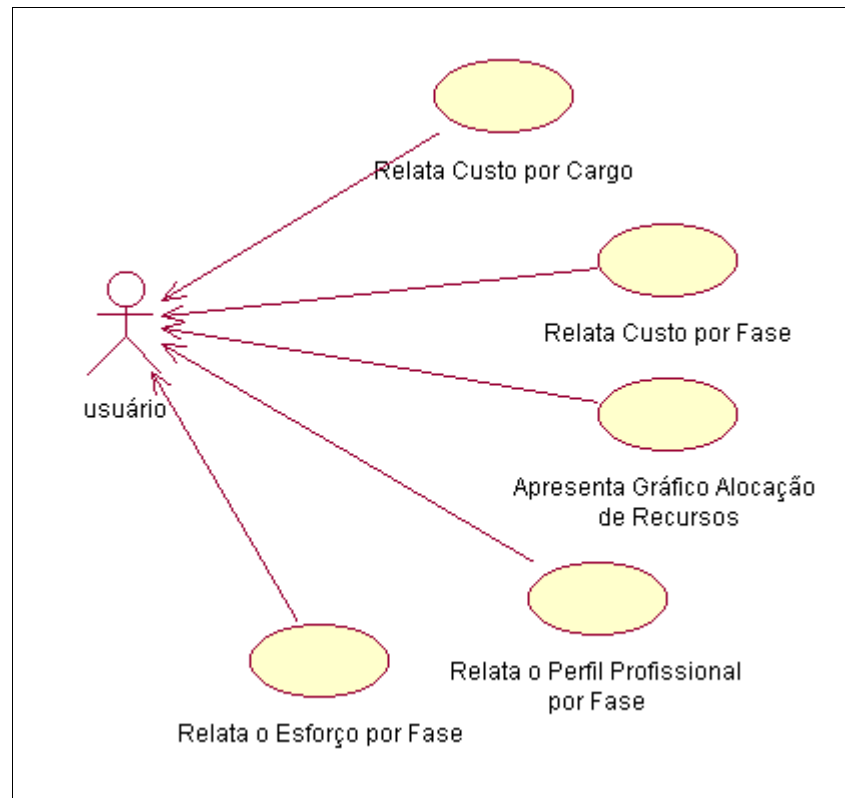 Relata Custo por Cargo
Relata Custo por Fase
usuário
Apresenta Gráfico Alocação
de Recursos
Relata o Perfil Profissional
por Fase
Relata o Esforço por Fase